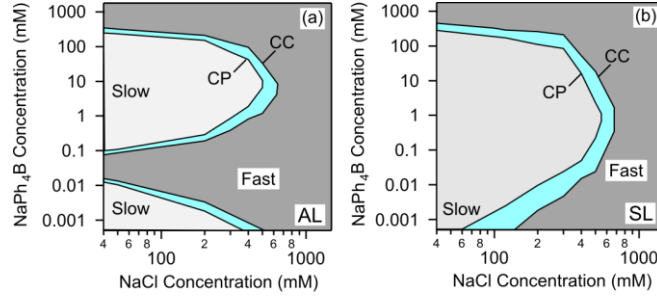 (a)
NaPh₄B Concentration (mM)
1000
100
10
1
0.1
0.01
0.001
Slow
CP
CC
Fast
Slow
AL
4 6 8 100 2 4 6 8 1000
NaCl Concentration (mM)
(b)
NaPh₄B Concentration (mM)
1000
100
10
1
0.1
0.01
0.001
CP
CC
Fast
Slow
SL
4 6 8 100 2 4 6 8 1000
NaCl Concentration (mM)